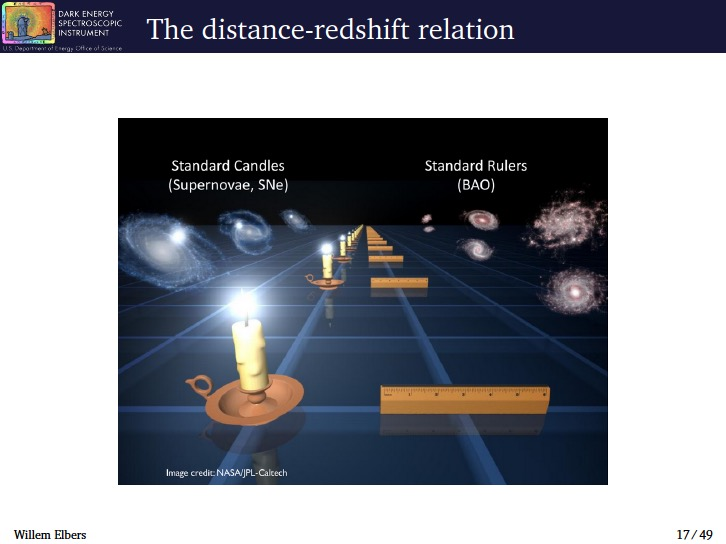 DARK ENERGY
SPECTROSCOPIC
INSTRUMENT
U.S. Department of Energy Office of Science
The distance-redshift relation
Standard Candles
(Supernovae, SNe)
Standard Rulers
(BAO)
Image credit: NASA/JPL-Caltech
Willem Elbers
17 / 49